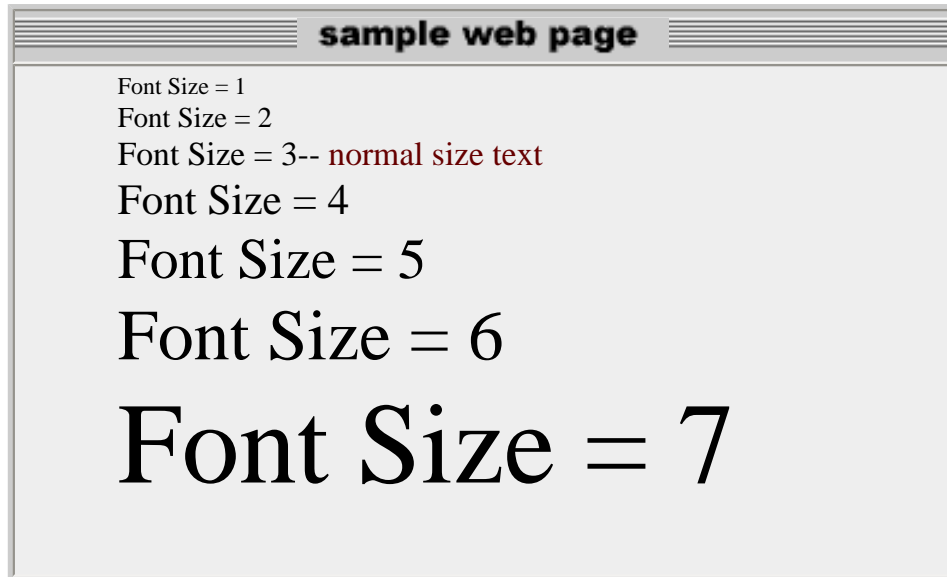 sample web page
Font Size = 1
Font Size = 2
Font Size = 3-- normal size text
Font Size = 4
Font Size = 5
Font Size = 6
Font Size = 7